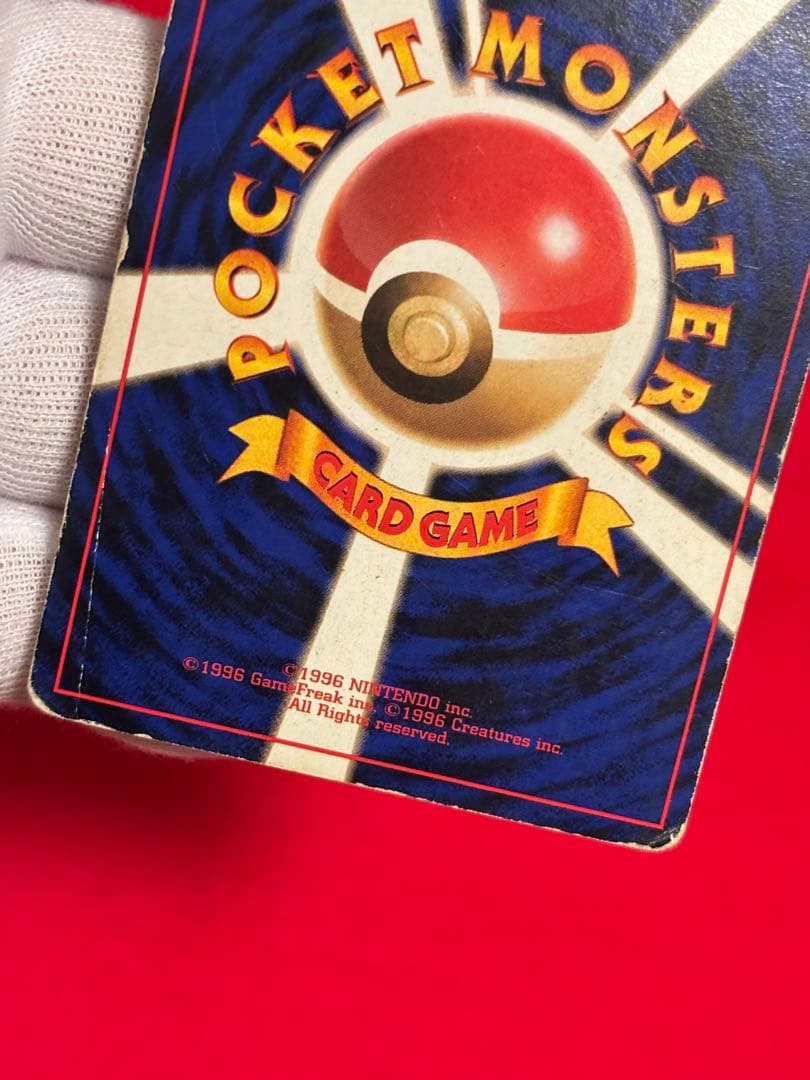 POCKET MONSTERS
CARD GAME
©1996 NINTENDO inc.
©1996 GameFreak inc. ©1996 Creatures inc.
All Rights reserved.